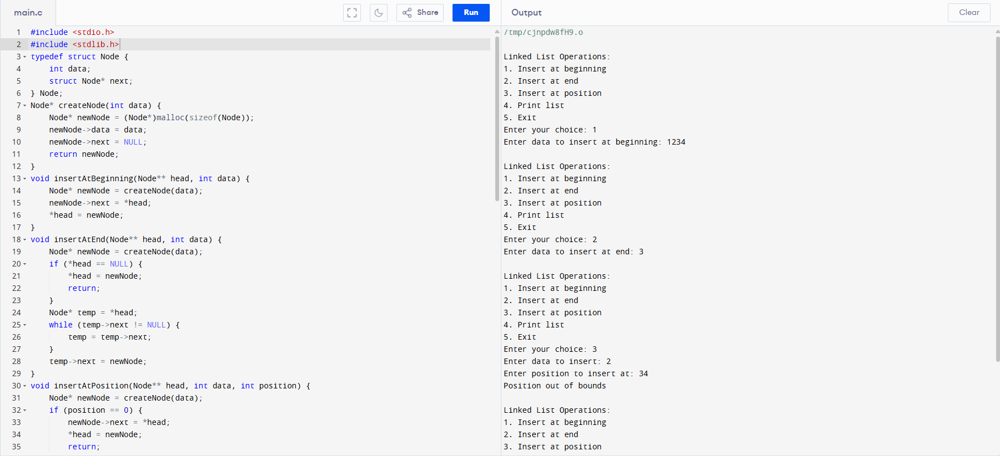 main.c
Share
Run
Output
Clear
1 #include <stdio.h>
2 #include <stdlib.h>
3 typedef struct Node {
4     int data;
5     struct Node* next;
6 } Node;
7 Node* createNode(int data) {
8     Node* newNode = (Node*)malloc(sizeof(Node));
9     newNode->data = data;
10     newNode->next = NULL;
11     return newNode;
12 }
13 void insertAtBeginning(Node** head, int data) {
14     Node* newNode = createNode(data);
15     newNode->next = *head;
16     *head = newNode;
17 }
18 void insertAtEnd(Node** head, int data) {
19     Node* newNode = createNode(data);
20     if (*head == NULL) {
21         *head = newNode;
22         return;
23     }
24     Node* temp = *head;
25     while (temp->next != NULL) {
26         temp = temp->next;
27     }
28     temp->next = newNode;
29 }
30 void insertAtPosition(Node** head, int data, int position) {
31     Node* newNode = createNode(data);
32     if (position == 0) {
33         newNode->next = *head;
34         *head = newNode;
35         return;
/tmp/cjnpdw8fH9.o
Linked List Operations:
1. Insert at beginning
2. Insert at end
3. Insert at position
4. Print list
5. Exit
Enter your choice: 1
Enter data to insert at beginning: 1234
Linked List Operations:
1. Insert at beginning
2. Insert at end
3. Insert at position
4. Print list
5. Exit
Enter your choice: 2
Enter data to insert at end: 3
Linked List Operations:
1. Insert at beginning
2. Insert at end
3. Insert at position
4. Print list
5. Exit
Enter your choice: 3
Enter data to insert: 2
Enter position to insert at: 34
Position out of bounds
Linked List Operations:
1. Insert at beginning
2. Insert at end
3. Insert at position